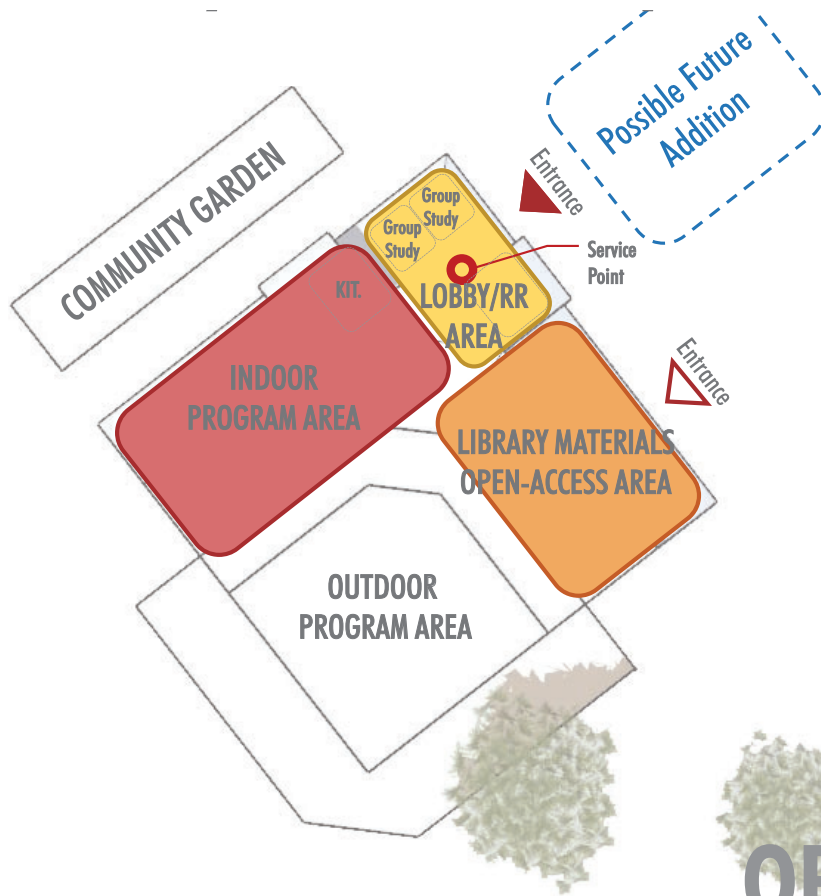 Possible Future
Addition
Entrance
COMMUNITY GARDEN
Group
Study
Group
Study
Service
Point
KIT.
LOBBY/RR
AREA
INDOOR
PROGRAM AREA
Entrance
LIBRARY MATERIALS
OPEN-ACCESS AREA
OUTDOOR
PROGRAM AREA